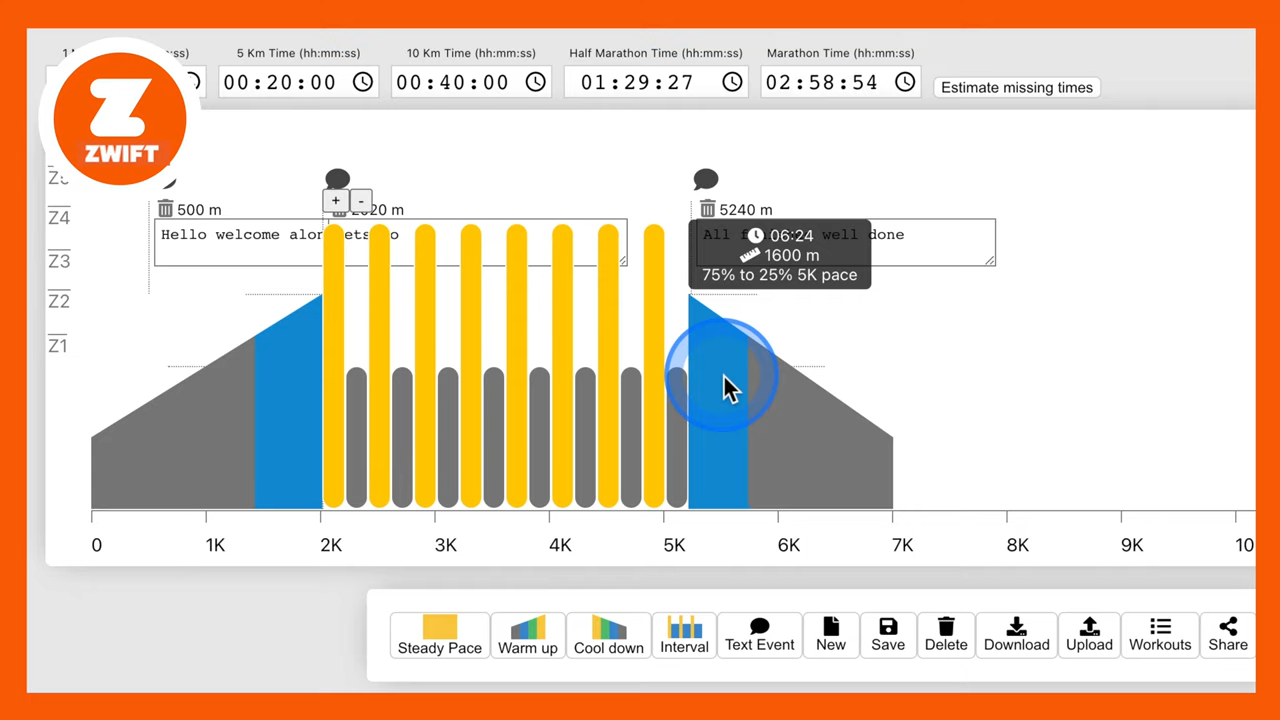 5 Km Time (hh:mm:ss)
10 Km Time (hh:mm:ss)
Half Marathon Time (hh:mm:ss)
Marathon Time (hh:mm:ss)
00:20:00
00:40:00
01:29:27
02:58:54
Estimate missing times
ZWIFT
Z4
Z3
Z2
Z1
+ -
500 m
5240 m
Hello welcome
All well done
06:24
1600 m
75% to 25% 5K pace
0 1K 2K 3K 4K 5K 6K 7K 8K 9K 10
Steady Pace
Warm up
Cool down
Interval
Text Event
New
Save
Delete
Download
Upload
Workouts
Share